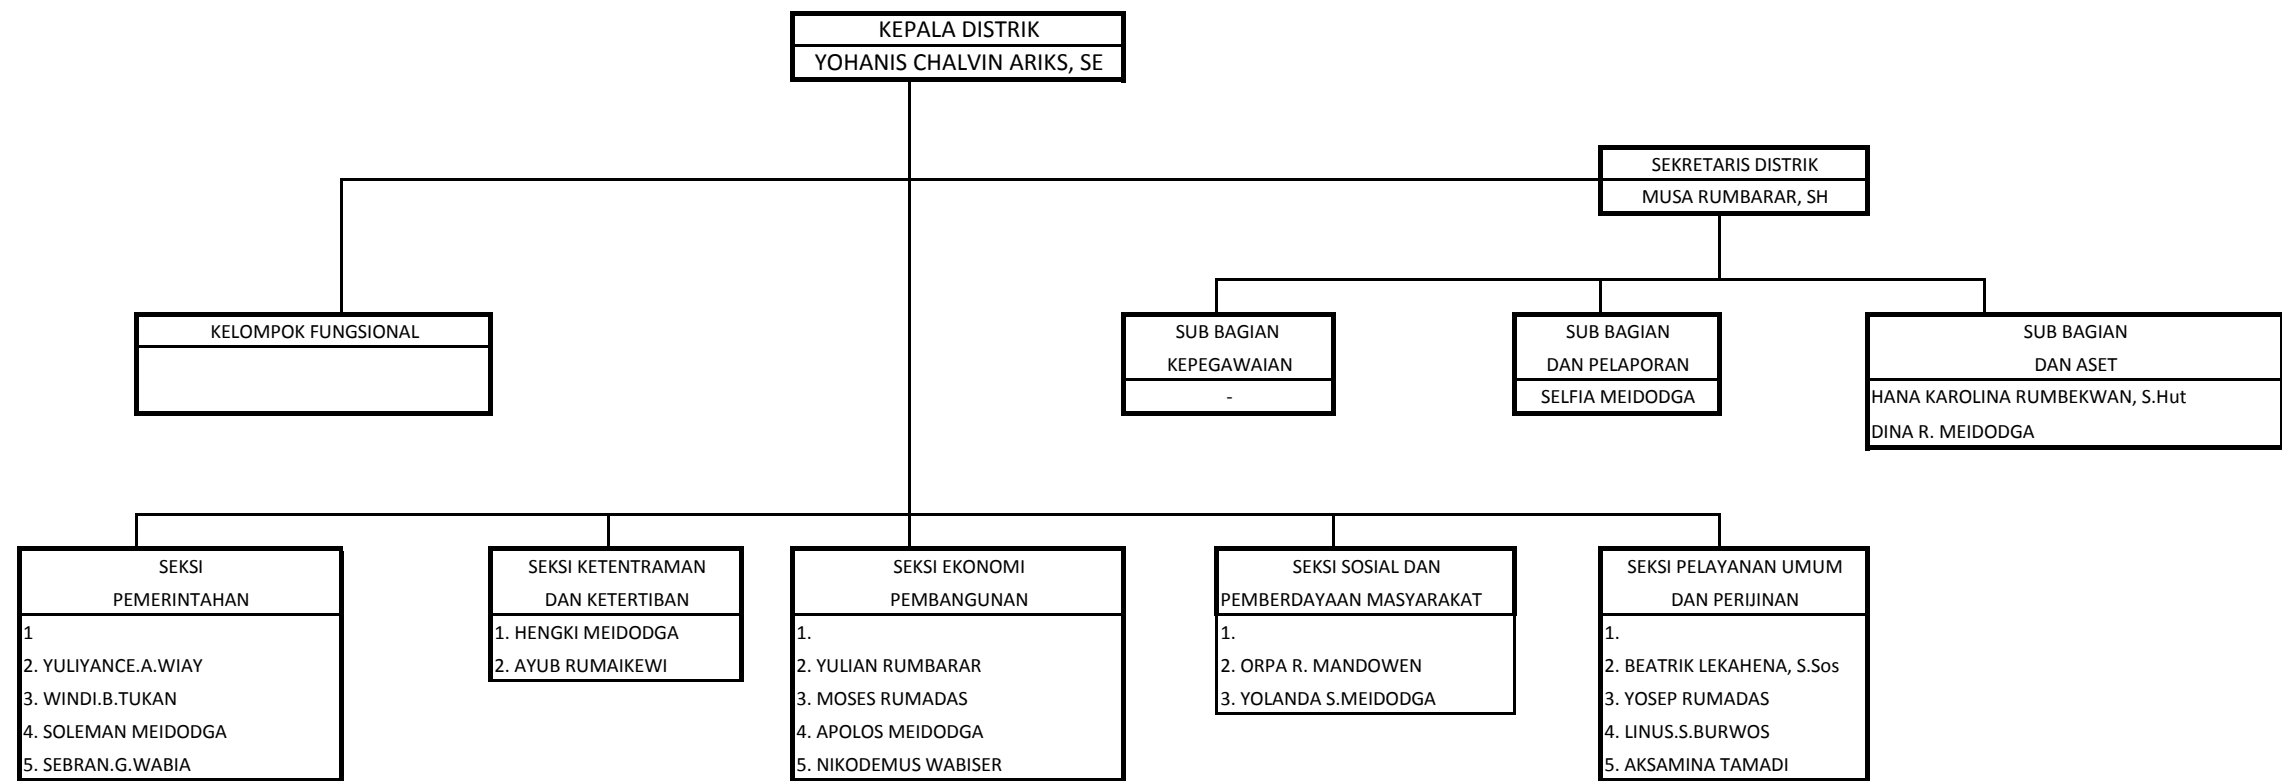 KEPALA DISTRIK
YOHANIS CHALVIN ARIKS, SE
SEKRETARIS DISTRIK
MUSA RUMBARAR, SH
KELOMPOK FUNGSIONAL
SUB BAGIAN
KEPEGAWAIAN
-
SUB BAGIAN
DAN PELAPORAN
SELFIA MEIDODGA
SUB BAGIAN
DAN ASET
HANA KAROLINA RUMBEKWAN, S.Hut
DINA R. MEIDODGA
SEKSI
PEMERINTAHAN
1
2. YULIYANCE.A.WIAY
3. WINDI.B.TUKAN
4. SOLEMAN MEIDODGA
5. SEBRAN.G.WABIA
SEKSI KETENTRAMAN
DAN KETERTIBAN
1. HENGKI MEIDODGA
2. AYUB RUMAIKEWI
SEKSI EKONOMI
PEMBANGUNAN
1.
2. YULIAN RUMBARAR
3. MOSES RUMADAS
4. APOLOS MEIDODGA
5. NIKODEMUS WABISER
SEKSI SOSIAL DAN
PEMBERDAYAAN MASYARAKAT
1.
2. ORPA R. MANDOWEN
3. YOLANDA S.MEIDODGA
SEKSI PELAYANAN UMUM
DAN PERIJINAN
1.
2. BEATRIK LEKAHENA, S.Sos
3. YOSEP RUMADAS
4. LINUS.S.BURWOS
5. AKSAMINA TAMADI